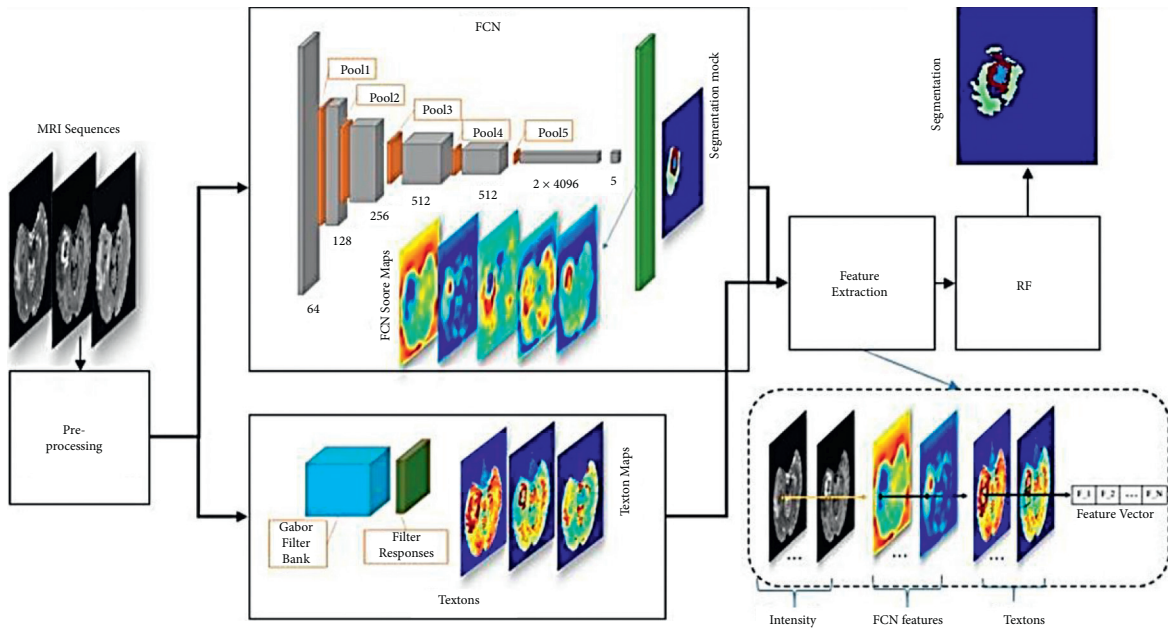 FCN
Pool1
Pool2
Pool3
Pool4
Pool5
64
128
256
512
512
2 × 4096
5
Segmentation mock
FCN Soore Maps
MRI Sequences
Pre-
processing
Gabor
Filter
Bank
Filter
Responses
Texton Maps
Textons
Feature
Extraction
RF
Segmentation
F_1 F_2 ... F_N
Feature Vector
...
...
...
Intensity
FCN features
Textons